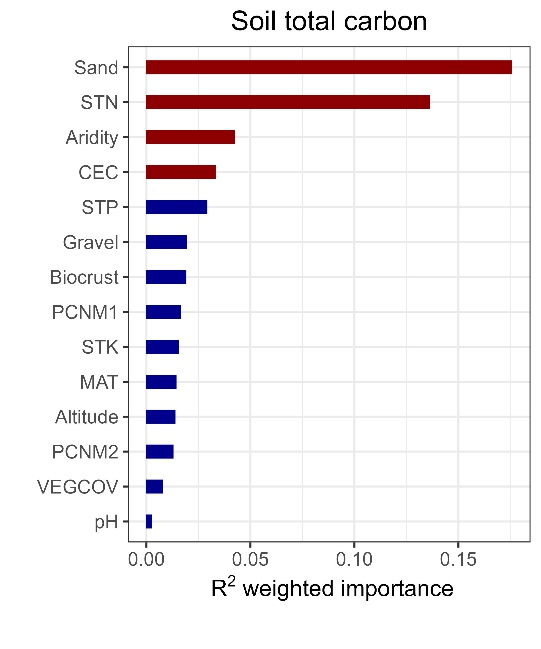 Soil total carbon
Sand
STN
Aridity
CEC
STP
Gravel
Biocrust
PCNM1
STK
MAT
Altitude
PCNM2
VEGCOV
pH
0.00 0.05 0.10 0.15
R² weighted importance